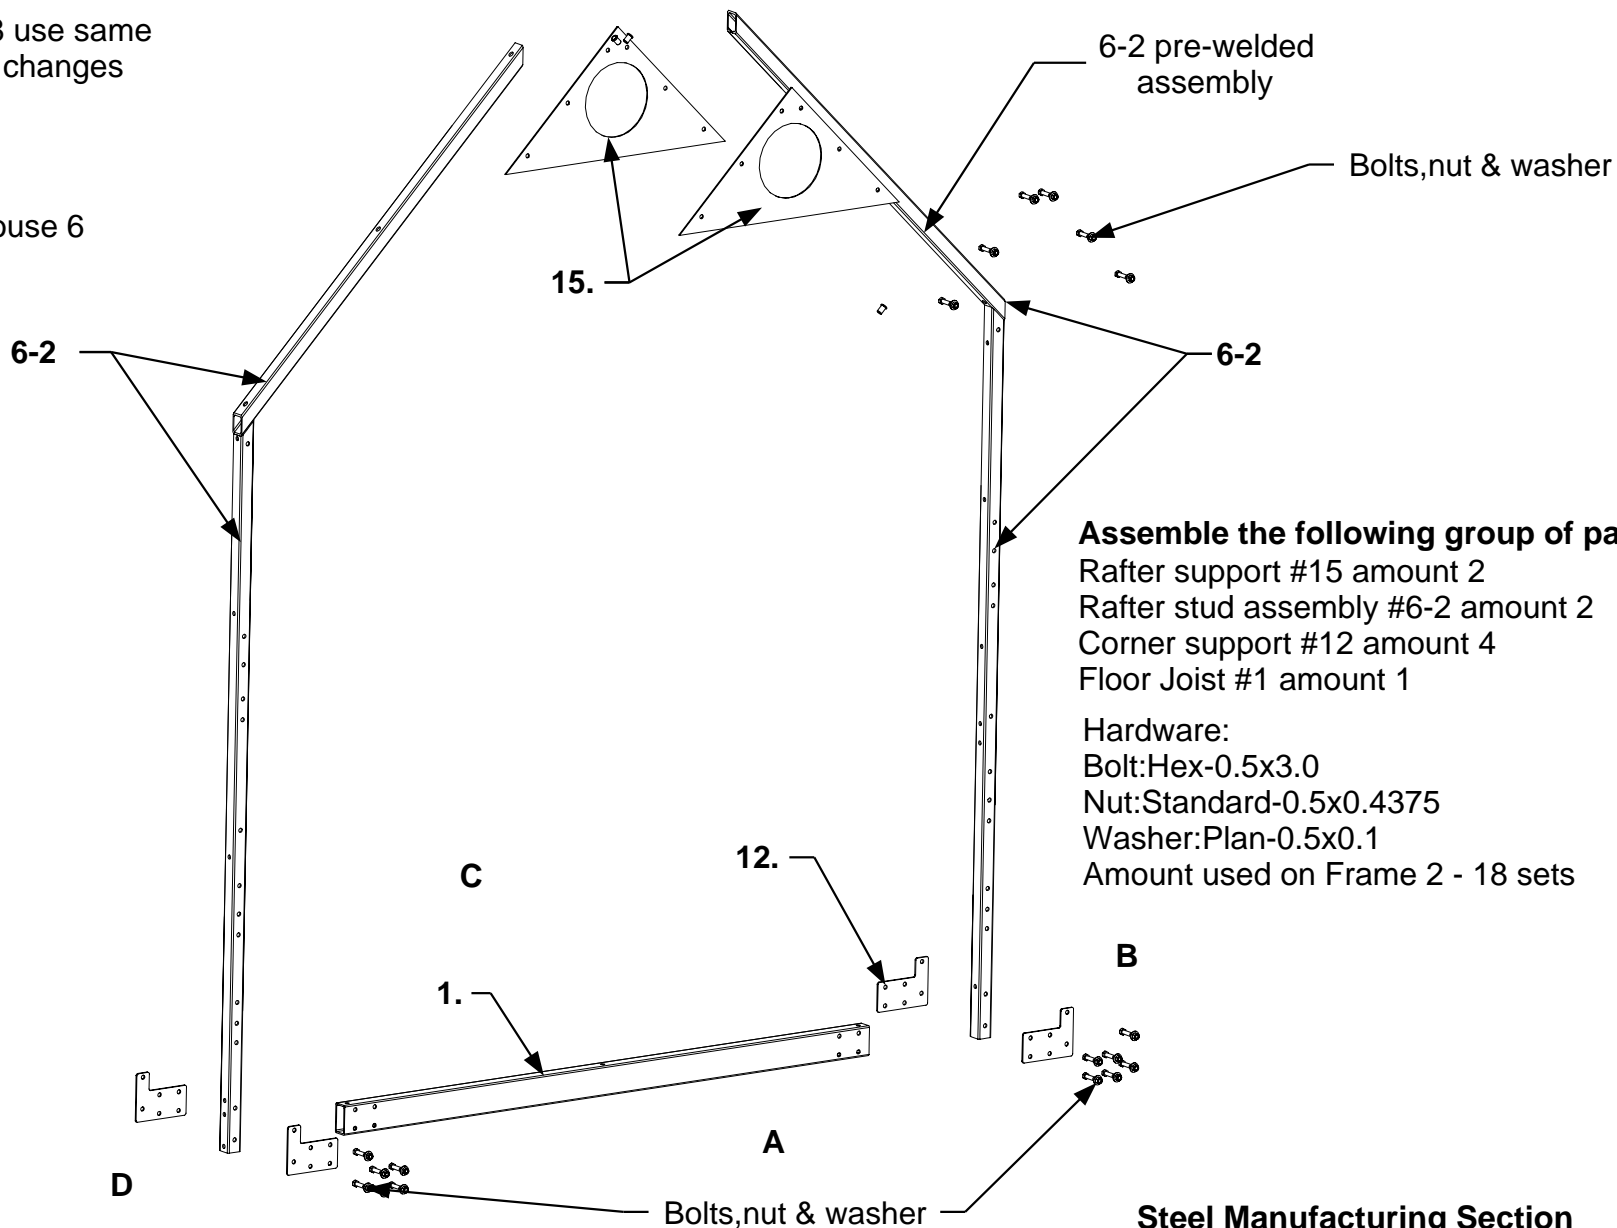 3 use same
changes
ouse 6
6-2 pre-welded
assembly
Bolts,nut & washer
15.
6-2
6-2
Assemble the following group of pa
Rafter support #15 amount 2
Rafter stud assembly #6-2 amount 2
Corner support #12 amount 4
Floor Joist #1 amount 1
Hardware:
Bolt:Hex-0.5x3.0
Nut:Standard-0.5x0.4375
Washer:Plan-0.5x0.1
Amount used on Frame 2 - 18 sets
C
12.
B
1.
A
D
Bolts,nut & washer
Steel Manufacturing Section